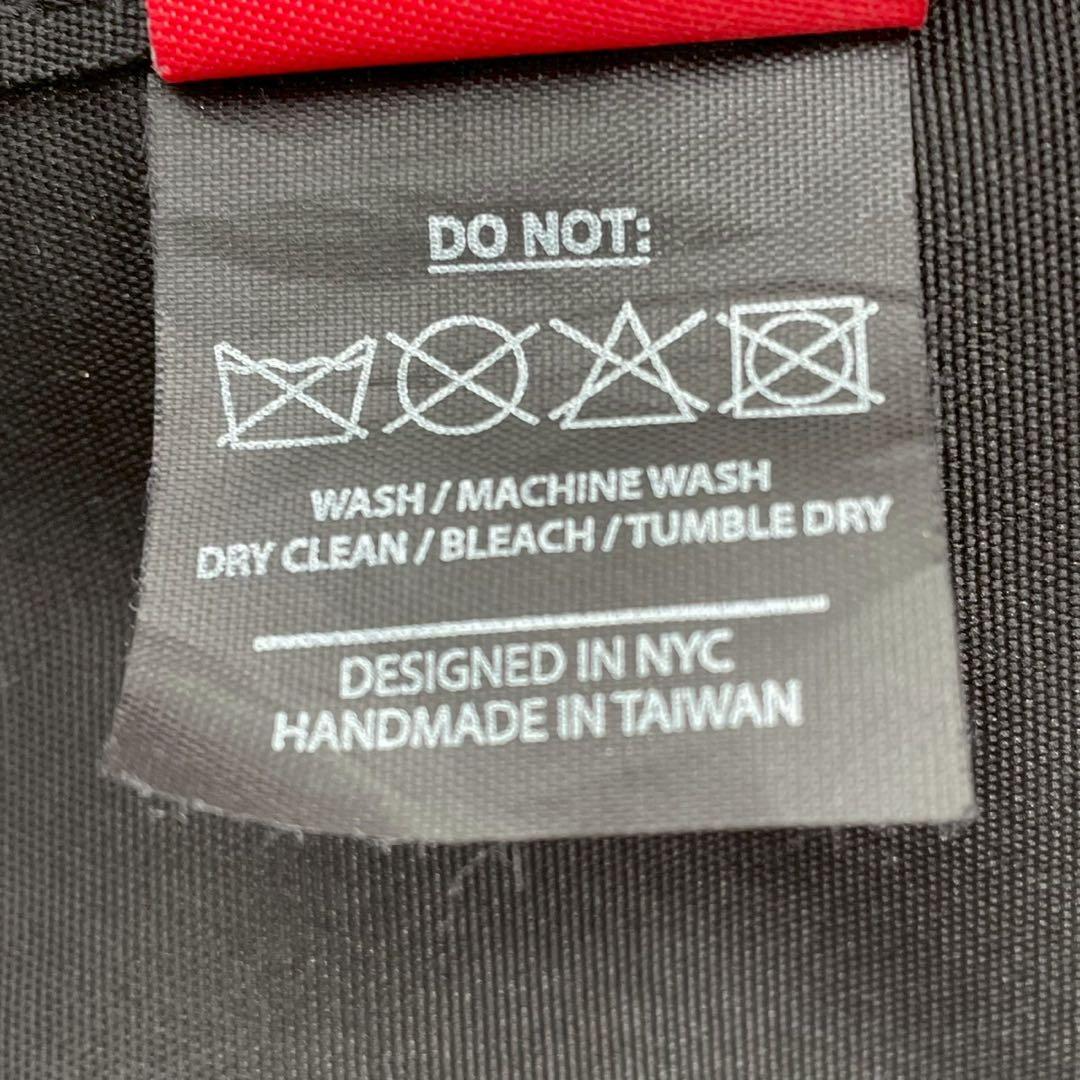 DO NOT:
WASH / MACHINE WASH
DRY CLEAN / BLEACH / TUMBLE DRY
DESIGNED IN NYC
HANDMADE IN TAIWAN